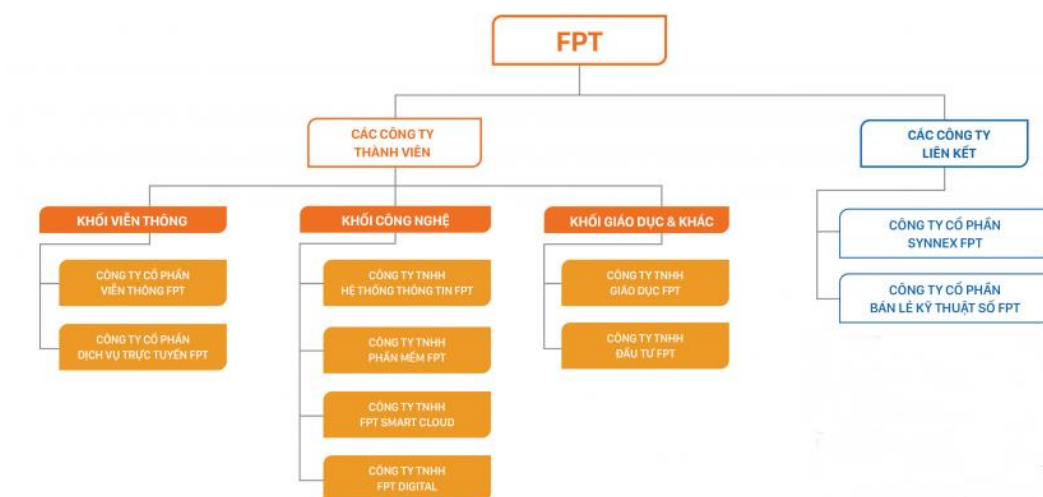 FPT
CÁC CÔNG TY
THÀNH VIÊN
CÁC CÔNG TY
LIÊN KẾT
KHỐI VIỄN THÔNG
CÔNG TY CỔ PHẦN
VIỄN THÔNG FPT
CÔNG TY CỔ PHẦN
DỊCH VỤ TRỰC TUYẾN FPT
KHỐI CÔNG NGHỆ
CÔNG TY TNHH
HỆ THỐNG THÔNG TIN FPT
CÔNG TY TNHH
PHẦN MỀM FPT
CÔNG TY TNHH
FPT SMART CLOUD
CÔNG TY TNHH
FPT DIGITAL
KHỐI GIÁO DỤC & KHÁC
CÔNG TY TNHH
GIÁO DỤC FPT
CÔNG TY TNHH
ĐẦU TƯ FPT
CÔNG TY CỔ PHẦN
SYNNEX FPT
CÔNG TY CỔ PHẦN
BÁN LẺ KỸ THUẬT SỐ FPT